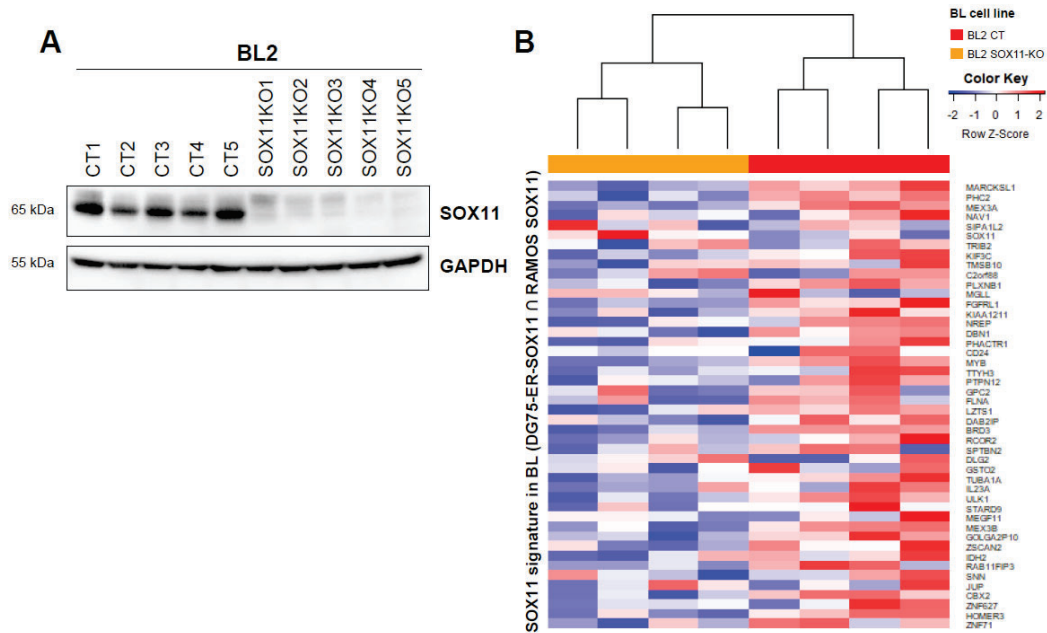 A
BL2
CT1
CT2
CT3
CT4
CT5
SOX11KO1
SOX11KO2
SOX11KO3
SOX11KO4
SOX11KO5
65 kDa
SOX11
55 kDa
GAPDH
B
BL cell line
BL2 CT
BL2 SOX11-KO
Color Key
-2 -1 0 1 2
Row Z-Score
SOX11 signature in BL (DG75-ER-SOX11 ∩ RAMOS SOX11)
MARCKSL1
PHC2
MEX3A
NAV1
SIPA1L2
SOX11
TRIB2
KIF3C
TMSB10
C2orf88
PLXNB1
MGLL
FGFRL1
KIAA1211
NREP
DBN1
PHACTR1
CD24
MYB
TTYH3
PTPN12
GPC2
FLNA
LZTS1
DAB2IP
BRD3
RCOR2
SPTBN2
DLG2
GSTO2
TUBA1A
IL23A
ULK1
STARD9
MEGF11
MEX3B
GOLGA2P10
ZSCAN2
IDH2
RAB11FIP3
SNN
JUP
CBX2
ZNF627
HOMER3
ZNF71